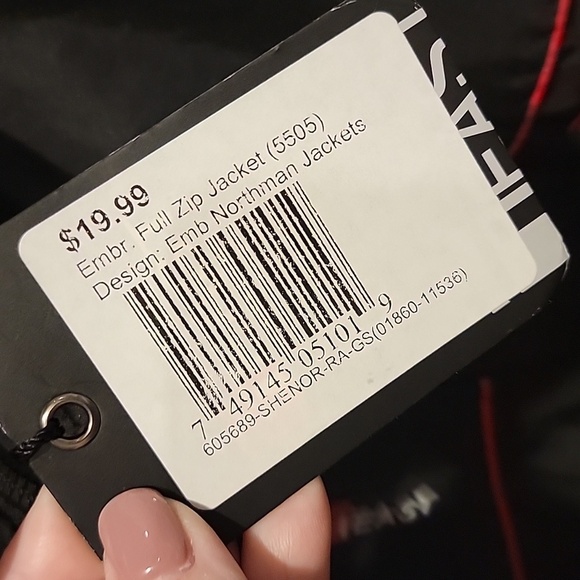 $19.99
Embr. Full Zip Jacket (5505)
Design: Emb Northman Jackets
7 49145 05101 9
605689-SHENOR-RA-GS(01860-11536)